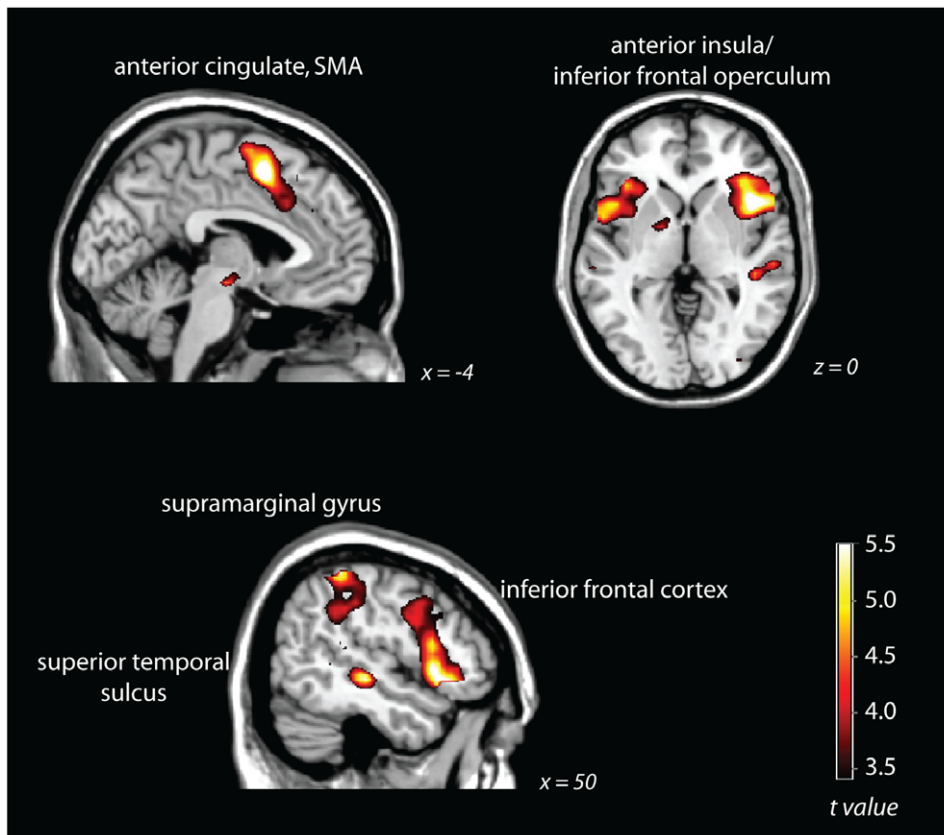 anterior cingulate, SMA
anterior insula/
inferior frontal operculum
x = -4
z = 0
supramarginal gyrus
inferior frontal cortex
superior temporal
sulcus
x = 50
5.5
5.0
4.5
4.0
3.5
t value